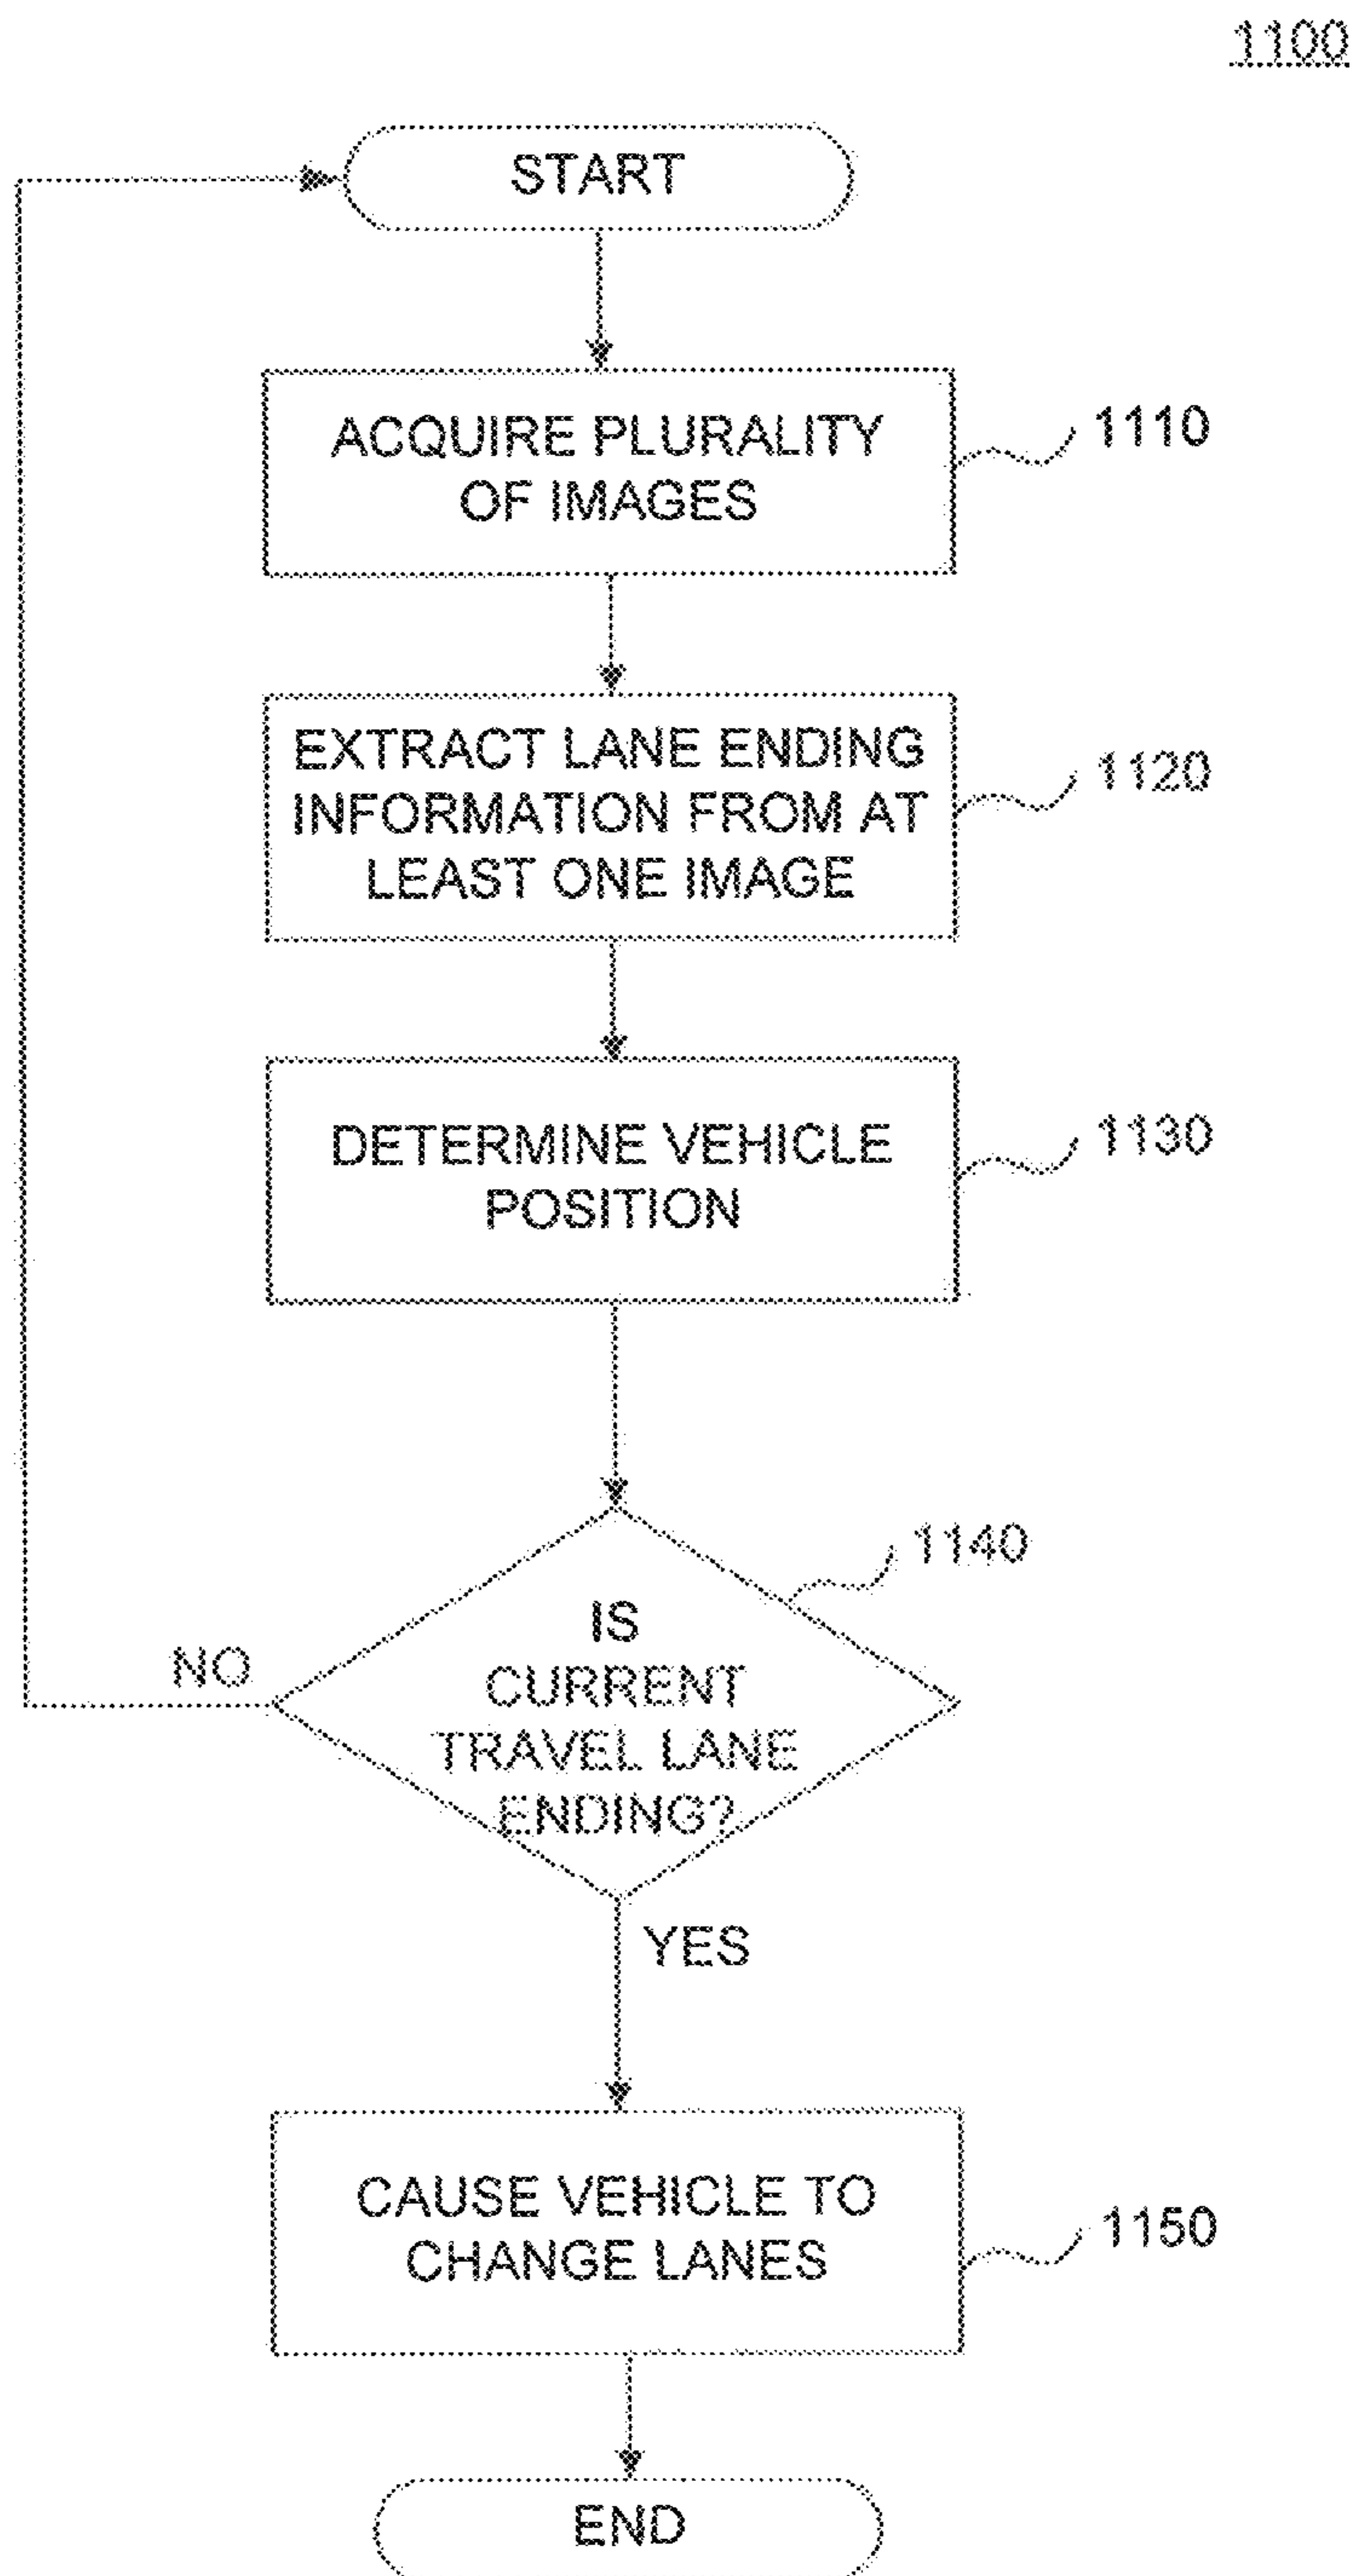 1100
START
ACQUIRE PLURALITY
OF IMAGES
1110
EXTRACT LANE ENDING
INFORMATION FROM AT
LEAST ONE IMAGE
1120
DETERMINE VEHICLE
POSITION
1130
1140
IS
CURRENT
TRAVEL LANE
ENDING?
NO
YES
CAUSE VEHICLE TO
CHANGE LANES
1150
END